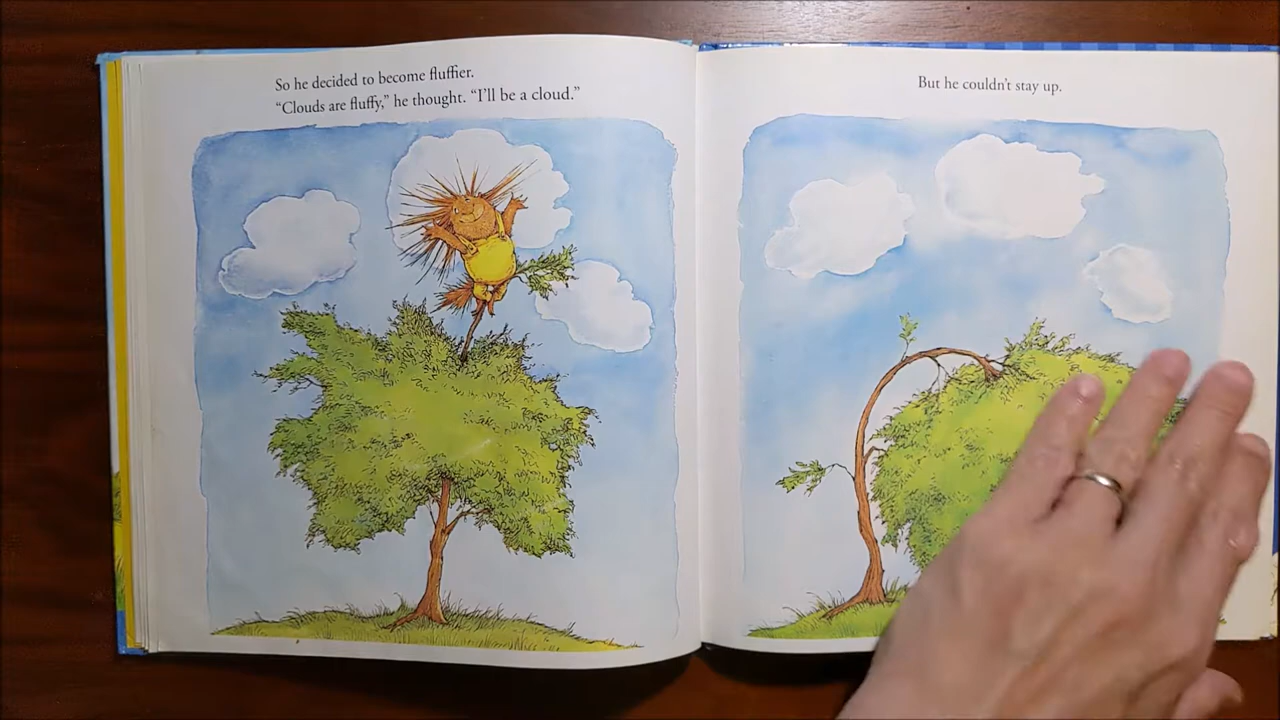 So he decided to become fluffier.
“Clouds are fluffy,” he thought. “I’ll be a cloud.”
But he couldn’t stay up.